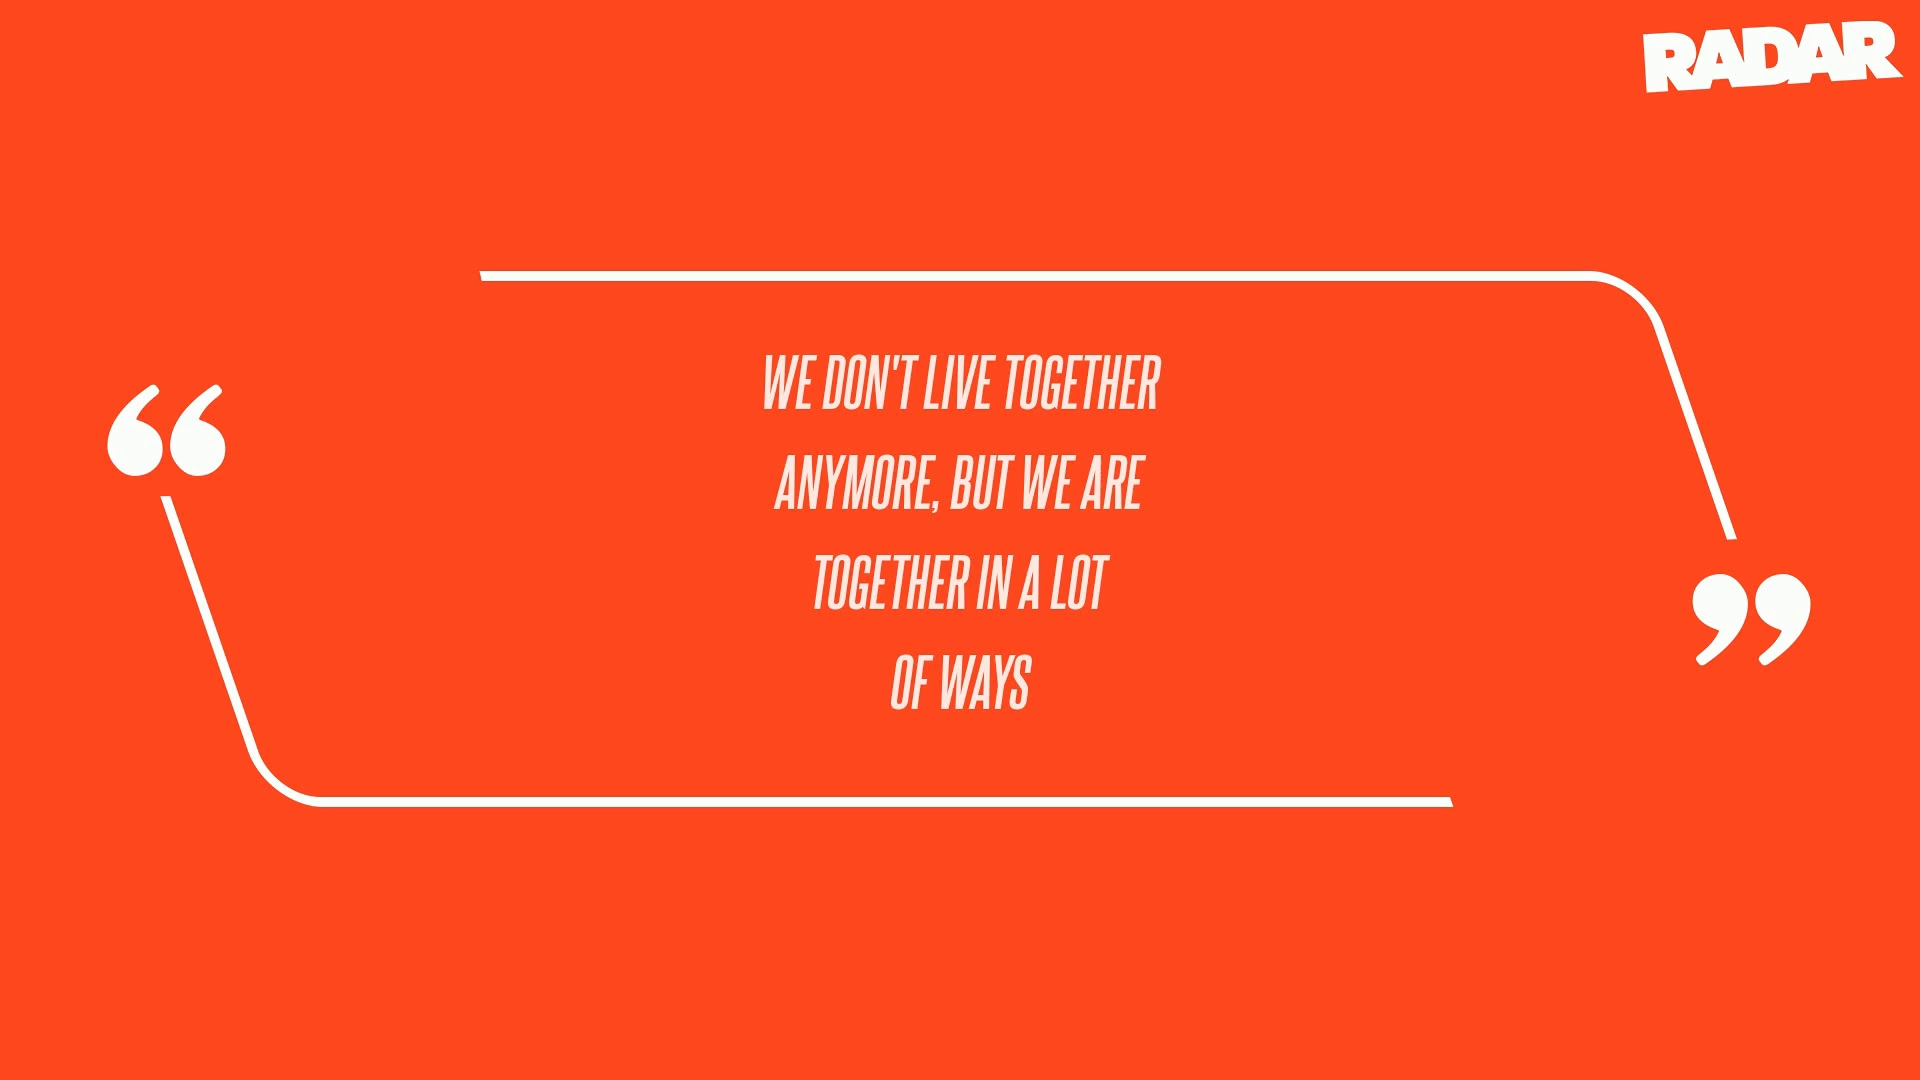 RADAR
“
WE DON'T LIVE TOGETHER
ANYMORE, BUT WE ARE
TOGETHER IN A LOT
OF WAYS
”